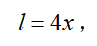 l = 4x ,